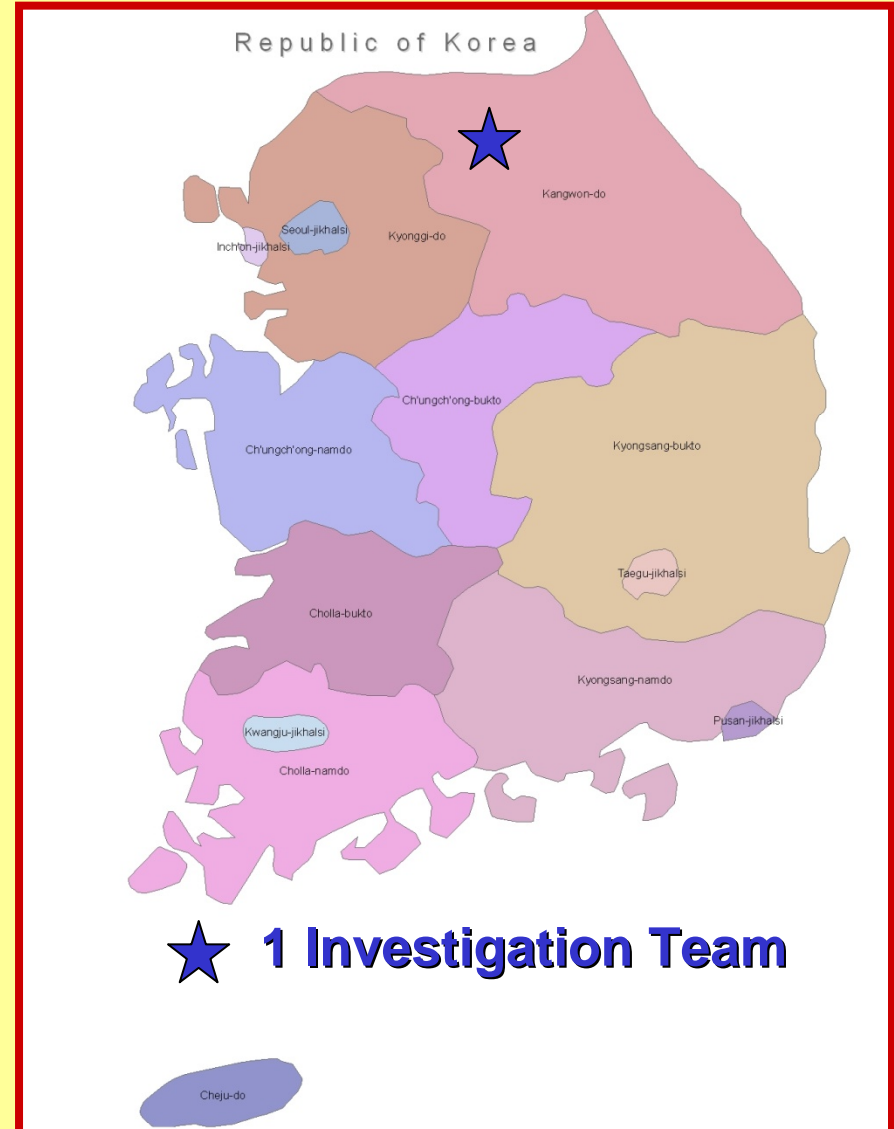 Republic of Korea
Kangwon-do
Seoul-jikhalsi
Kyonggi-do
Inch'on-jikhalsi
Ch'ungch'ong-bukto
Kyongsang-bukto
Ch'ungch'ong-namdo
Taegu-jikhalsi
Cholla-bukto
Kyongsang-namdo
Pusan-jikhalsi
Kwangju-jikhalsi
Cholla-namdo
1 Investigation Team
Cheju-do